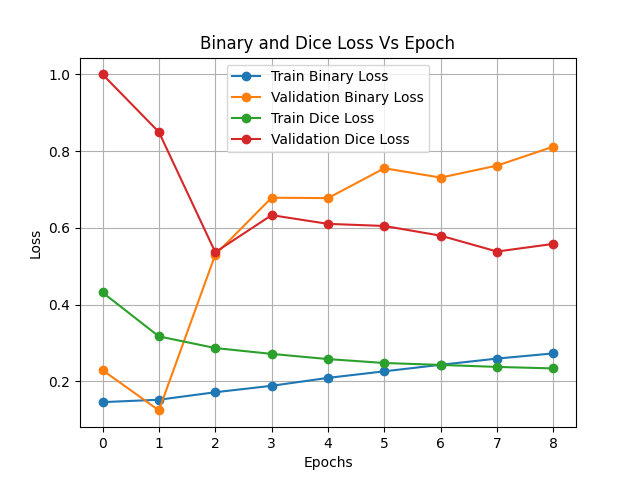 Binary and Dice Loss Vs Epoch
Train Binary Loss
Validation Binary Loss
Train Dice Loss
Validation Dice Loss
Loss
1.0
0.8
0.6
0.4
0.2
0 1 2 3 4 5 6 7 8
Epochs